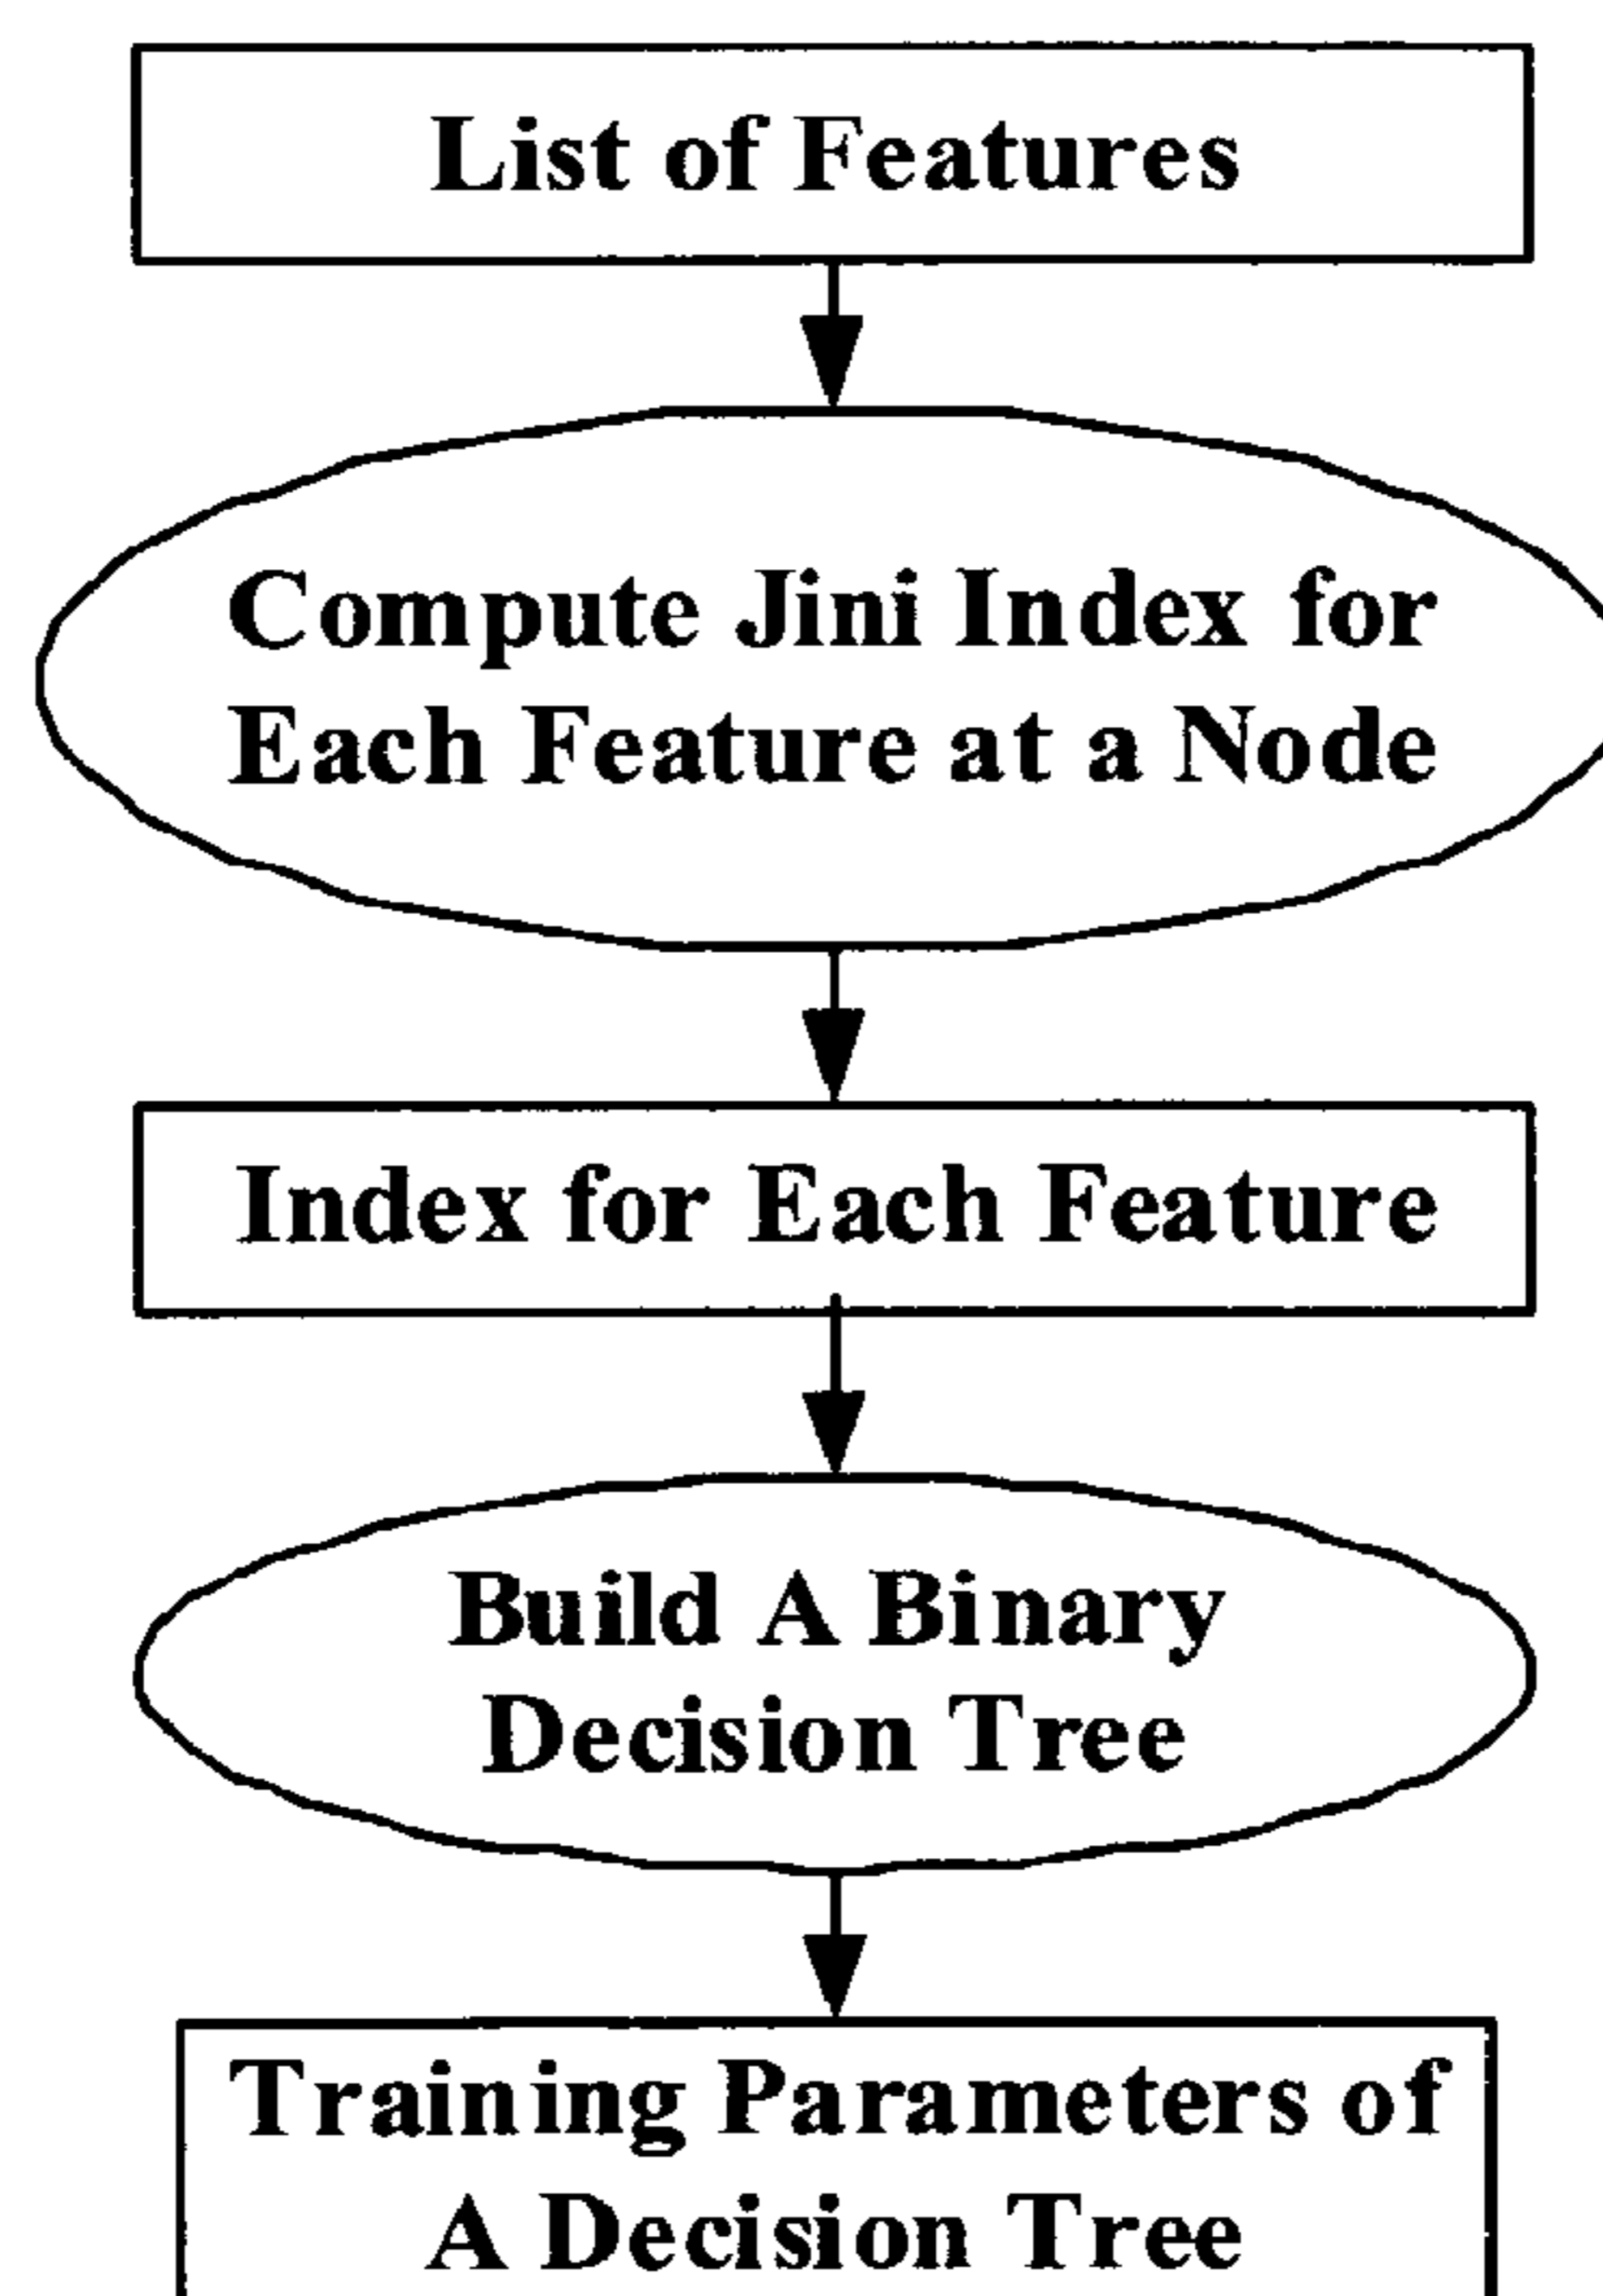 List of Features
Compute Jini Index for
Each Feature at a Node
Index for Each Feature
Build A Binary
Decision Tree
Training Parameters of
A Decision Tree